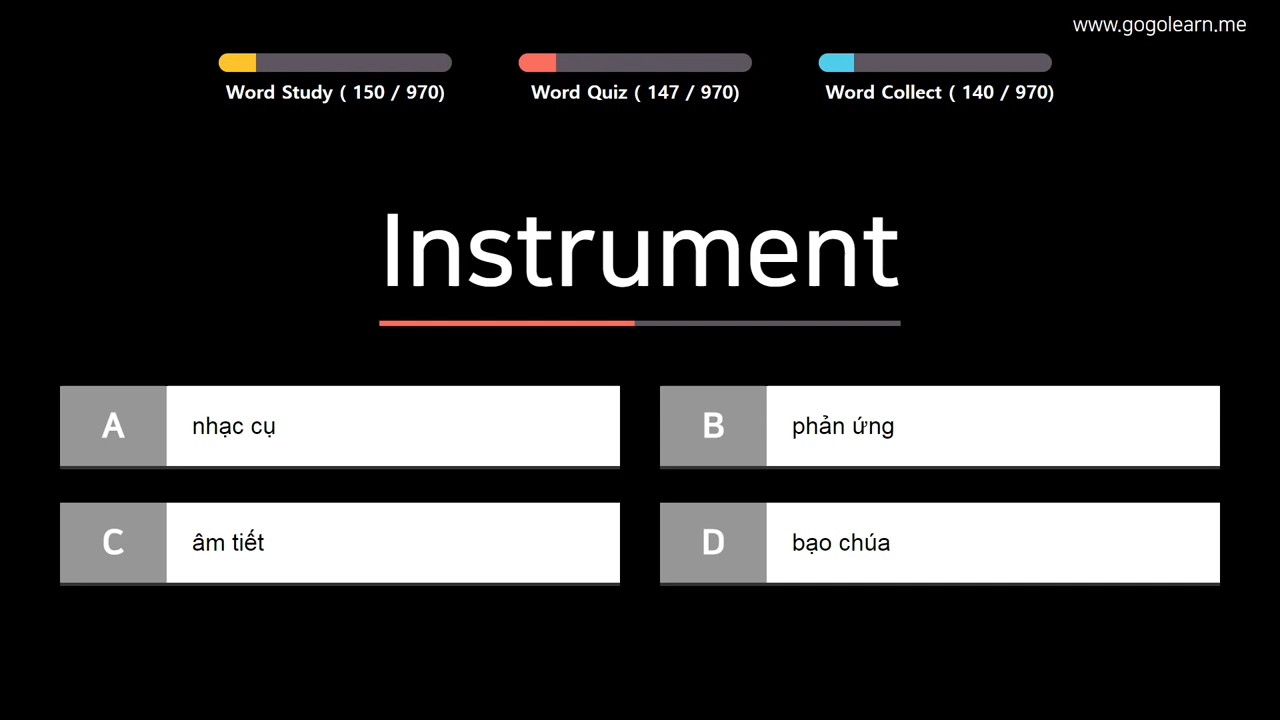 www.gogolearn.me
Word Study ( 150 / 970)
Word Quiz ( 147 / 970)
Word Collect ( 140 / 970)
Instrument
A nhạc cụ
B phản ứng
C âm tiết
D bạo chúa